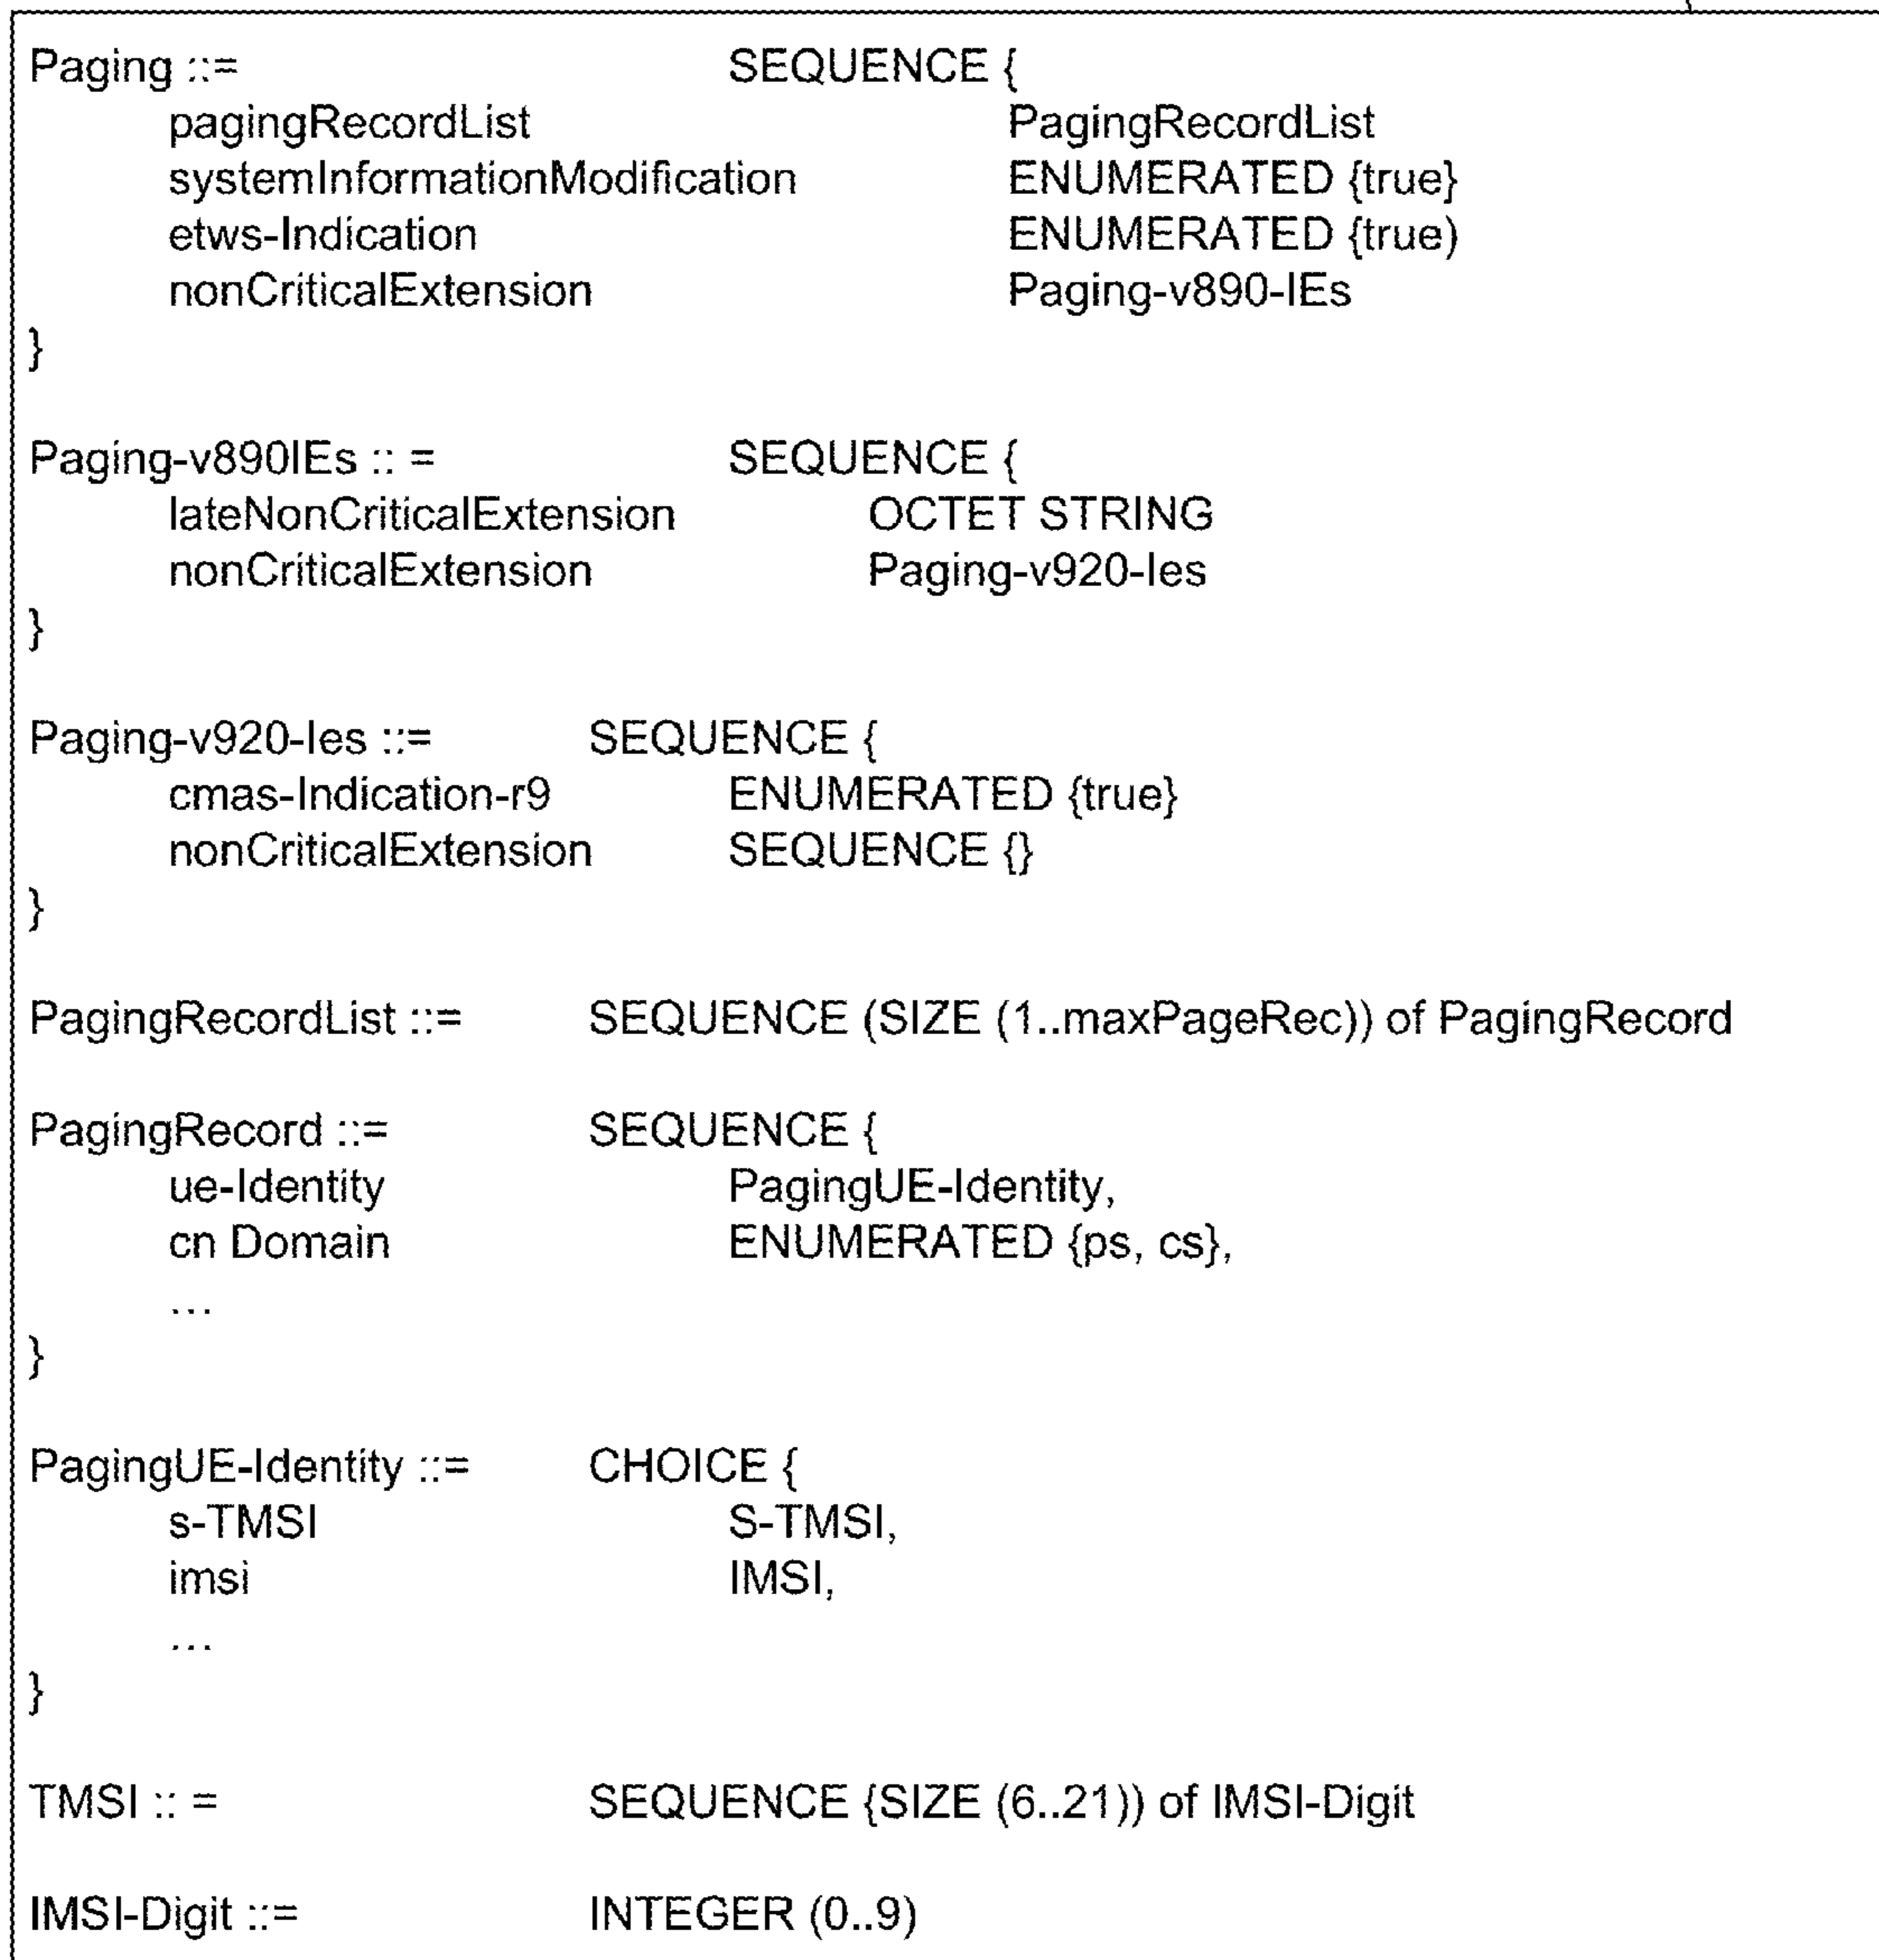 Paging ::= SEQUENCE {
pagingRecordList PagingRecordList
systemInformationModification ENUMERATED {true}
etws-Indication ENUMERATED {true)
nonCriticalExtension Paging-v890-IEs
}
Paging-v890IEs :: = SEQUENCE {
lateNonCriticalExtension OCTET STRING
nonCriticalExtension Paging-v920-Ies
}
Paging-v920-Ies ::= SEQUENCE {
cmas-Indication-r9 ENUMERATED {true}
nonCriticalExtension SEQUENCE {}
}
PagingRecordList ::= SEQUENCE (SIZE (1..maxPageRec)) of PagingRecord
PagingRecord ::= SEQUENCE {
ue-Identity PagingUE-Identity,
cn Domain ENUMERATED {ps, cs},
...
}
PagingUE-Identity ::= CHOICE {
s-TMSI S-TMSI,
imsi IMSI,
...
}
TMSI :: = SEQUENCE {SIZE (6..21)) of IMSI-Digit
IMSI-Digit ::= INTEGER (0..9)